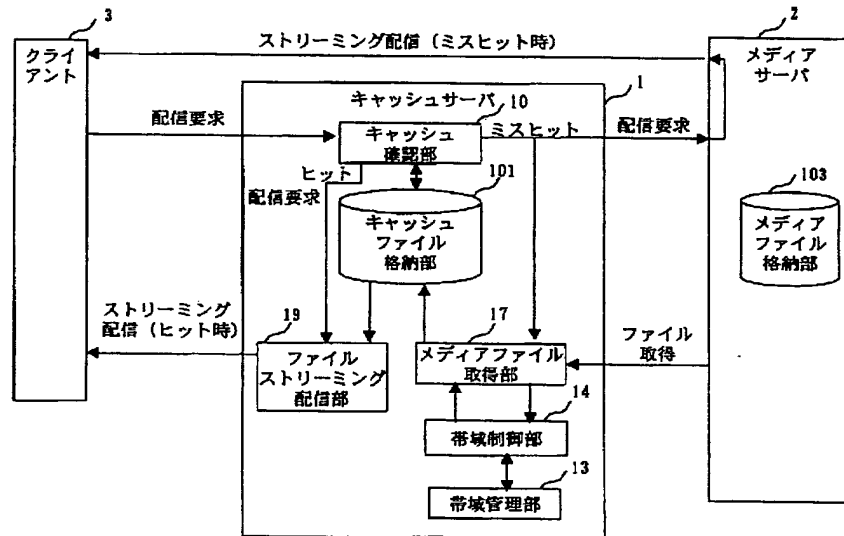 3
クライ
アント
ストリーミング配信（ミスヒット時）
2
メディア
サーバ
1
キャッシュサーバ
10
配信要求
キャッシュ
確認部
ミスヒット
配信要求
ヒット
配信要求
101
キャッシュ
ファイル
格納部
103
メディア
ファイル
格納部
ストリーミング
配信（ヒット時）
19
ファイル
ストリーミング
配信部
17
メディアファイル
取得部
ファイル
取得
14
帯域制御部
13
帯域管理部